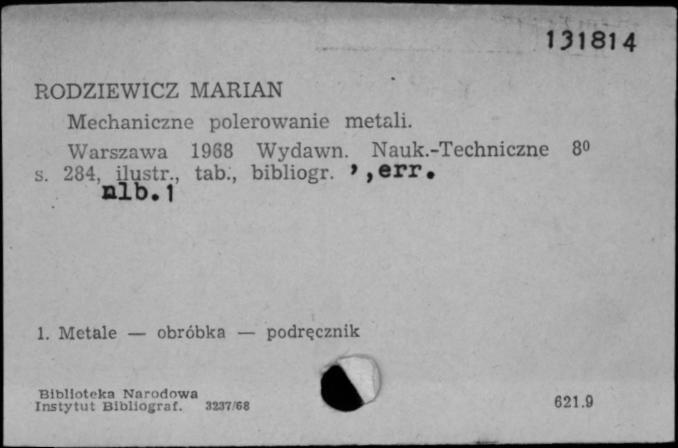 131814
RODZIEWICZ MARIAN
Mechaniczne polerowanie metali.
Warszawa 1968 Wydawn. Nauk.-Techniczne 8⁰
s. 284, ilustr., tab., bibliogr. , ,err.
nlb.1
1. Metale — obróbka — podręcznik
Biblioteka Narodowa
Instytut Bibliograf. 3237/68
621.9